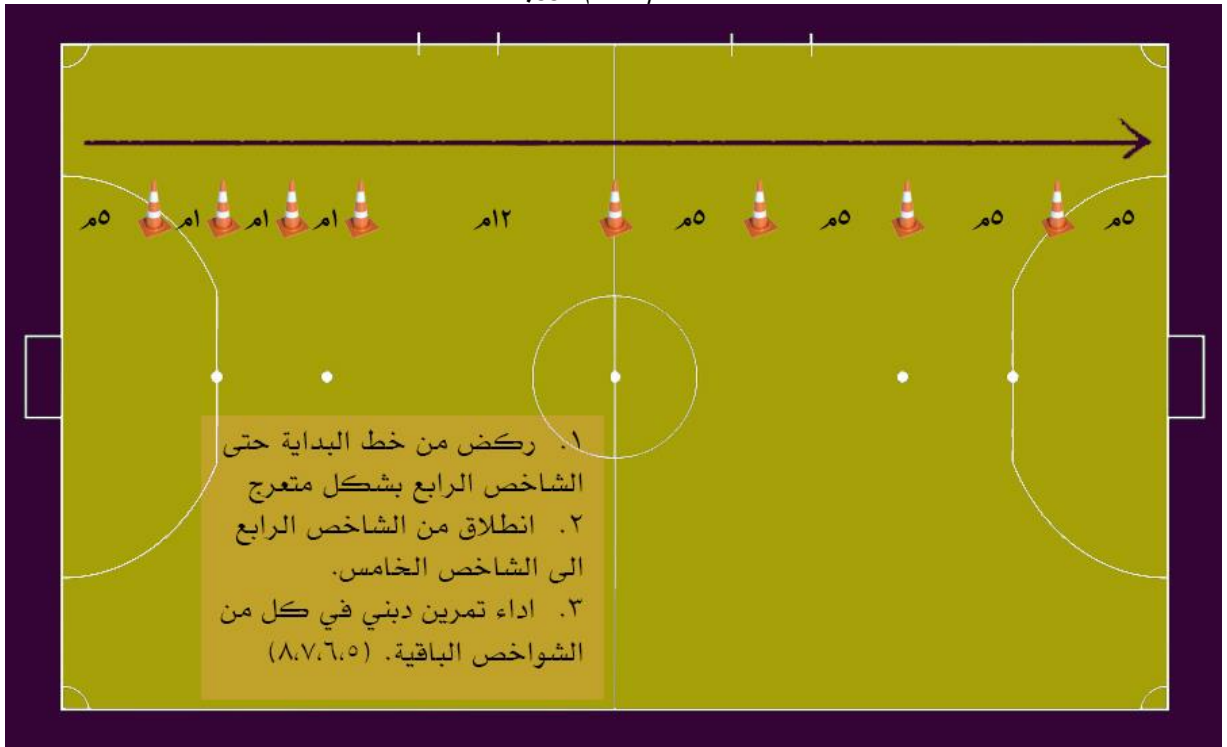 ٥م ١م ١م ١م ١٢م ٥م ٥م ٥م ٥م
١. ركض من خط البداية حتى
الشاخص الرابع بشكل متعرج
٢. انطلاق من الشاخص الرابع
الى الشاخص الخامس.
٣. اداء تمرين دبني في كل من
الشواخص الباقية. (٥،٦،٧،٨)